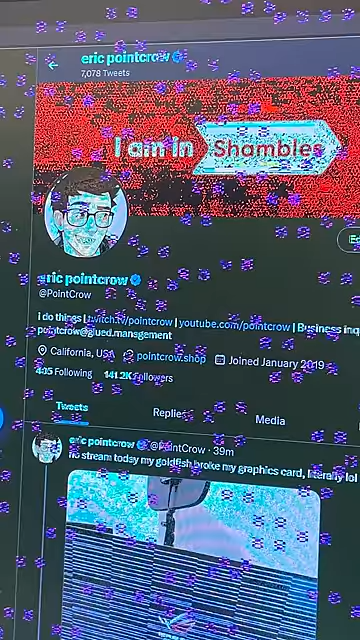 eric pointcrow
7,078 Tweets
I am in Shambles
eric pointcrow
@PointCrow
i do things | twitch.tv/pointcrow | youtube.com/pointcrow | Business inq
pointcrow@glued.management
California, USA pointcrow.shop Joined January 2019
405 Following 141.2K Followers
Tweets Replies Media
eric pointcrow @PointCrow · 39m
no stream today my goldfish broke my graphics card, literally lol